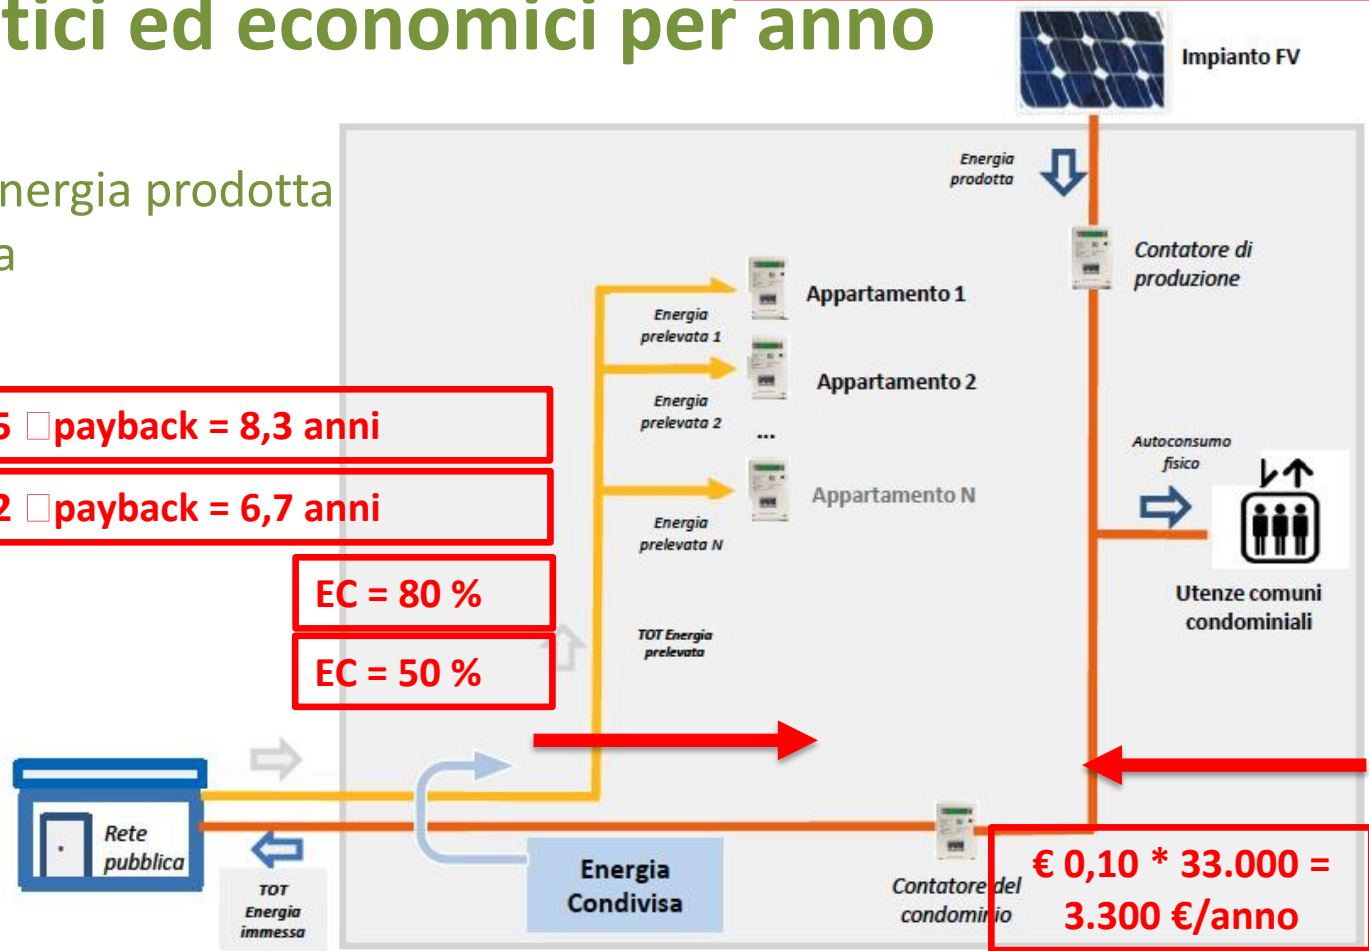 tici ed economici per anno
Impianto FV
nergia prodotta
a
Energia
prodotta
Contatore di
produzione
Appartamento 1
Energia
prelevata 1
Appartamento 2
Energia
prelevata 2
...
Appartamento N
Energia
prelevata N
5 □payback = 8,3 anni
2 □payback = 6,7 anni
EC = 80 %
EC = 50 %
TOT Energia
prelevata
Autoconsumo
fisico
Utenze comuni
condominiali
Rete
pubblica
TOT
Energia
immessa
Energia
Condivisa
Contatore del
condominio
€ 0,10 * 33.000 =
3.300 €/anno